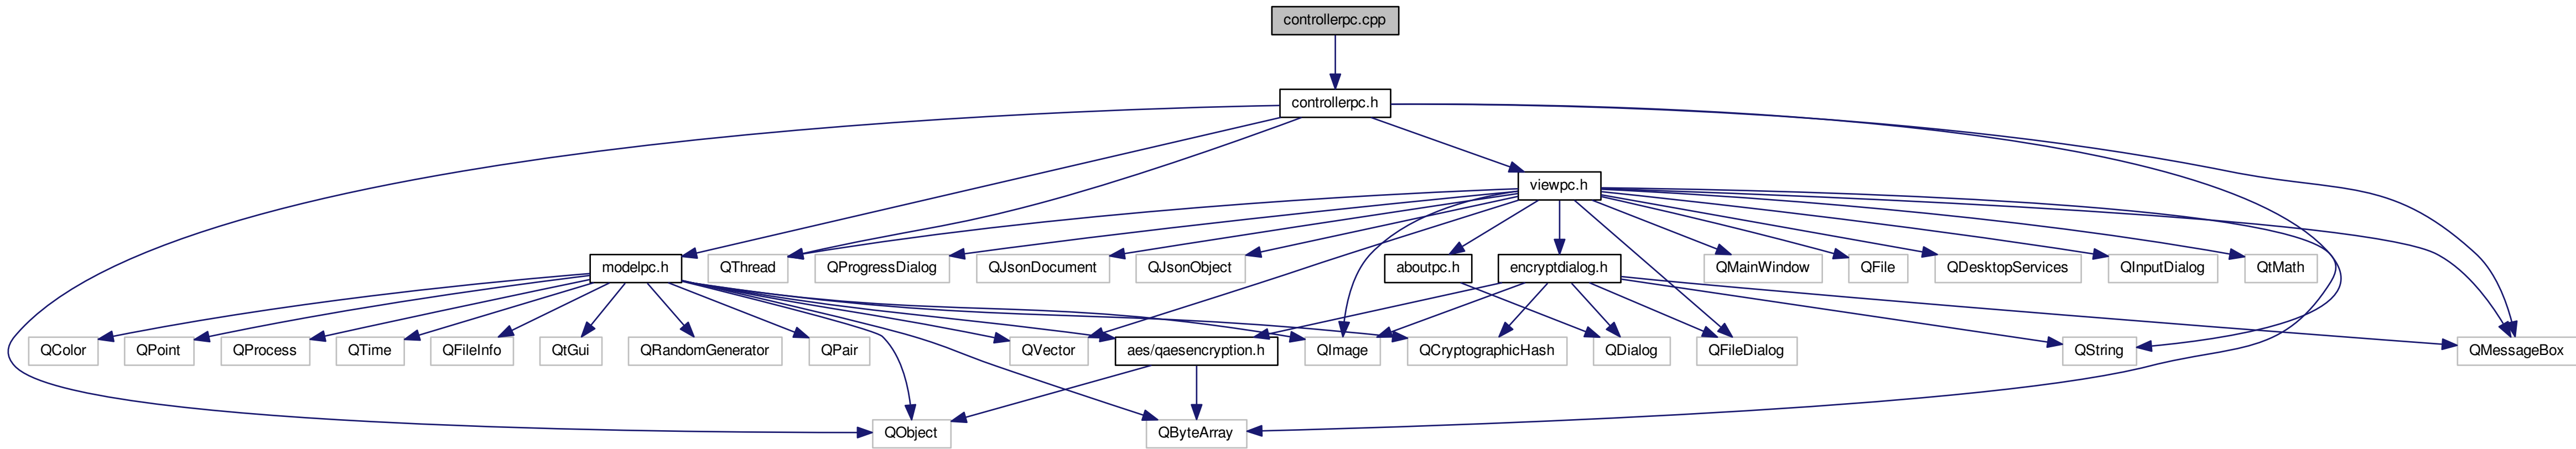 controllerpc.cpp
controllerpc.h
viewpc.h
modelpc.h
QThread
QProgressDialog
QJsonDocument
QJsonObject
aboutpc.h
encryptdialog.h
QMainWindow
QFile
QDesktopServices
QInputDialog
QtMath
QColor
QPoint
QProcess
QTime
QFileInfo
QtGui
QRandomGenerator
QPair
QVector
aes/qaesencryption.h
QImage
QCryptographicHash
QDialog
QFileDialog
QString
QMessageBox
QObject
QByteArray